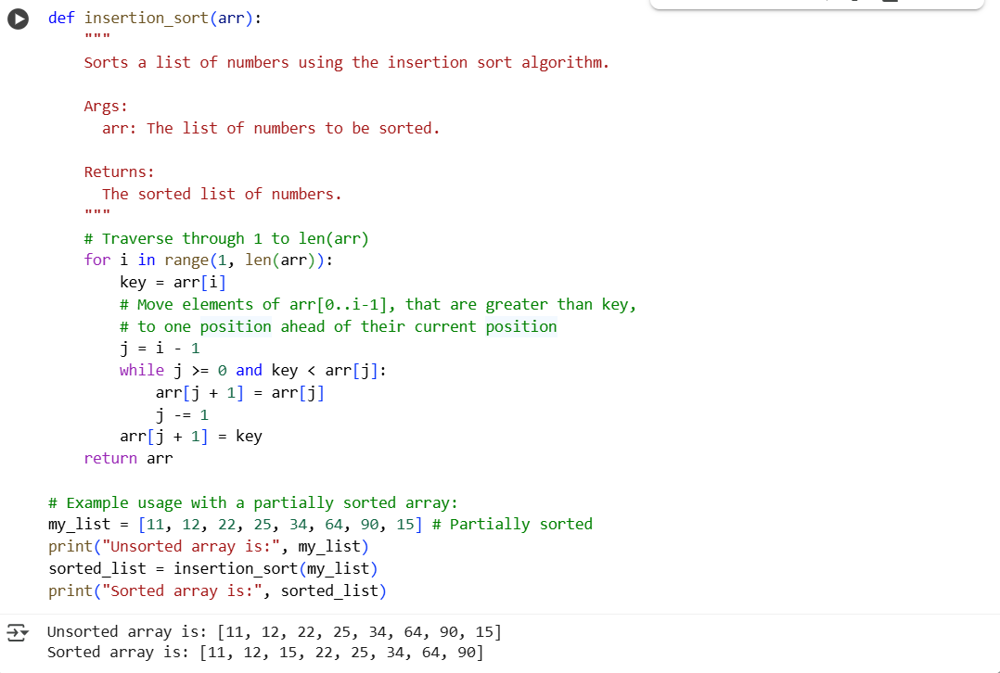 def insertion_sort(arr):
    """
    Sorts a list of numbers using the insertion sort algorithm.

    Args:
      arr: The list of numbers to be sorted.

    Returns:
      The sorted list of numbers.
    """
    # Traverse through 1 to len(arr)
    for i in range(1, len(arr)):
        key = arr[i]
        # Move elements of arr[0..i-1], that are greater than key,
        # to one position ahead of their current position
        j = i - 1
        while j >= 0 and key < arr[j]:
            arr[j + 1] = arr[j]
            j -= 1
        arr[j + 1] = key
    return arr

# Example usage with a partially sorted array:
my_list = [11, 12, 22, 25, 34, 64, 90, 15] # Partially sorted
print("Unsorted array is:", my_list)
sorted_list = insertion_sort(my_list)
print("Sorted array is:", sorted_list)

Unsorted array is: [11, 12, 22, 25, 34, 64, 90, 15]
Sorted array is: [11, 12, 15, 22, 25, 34, 64, 90]